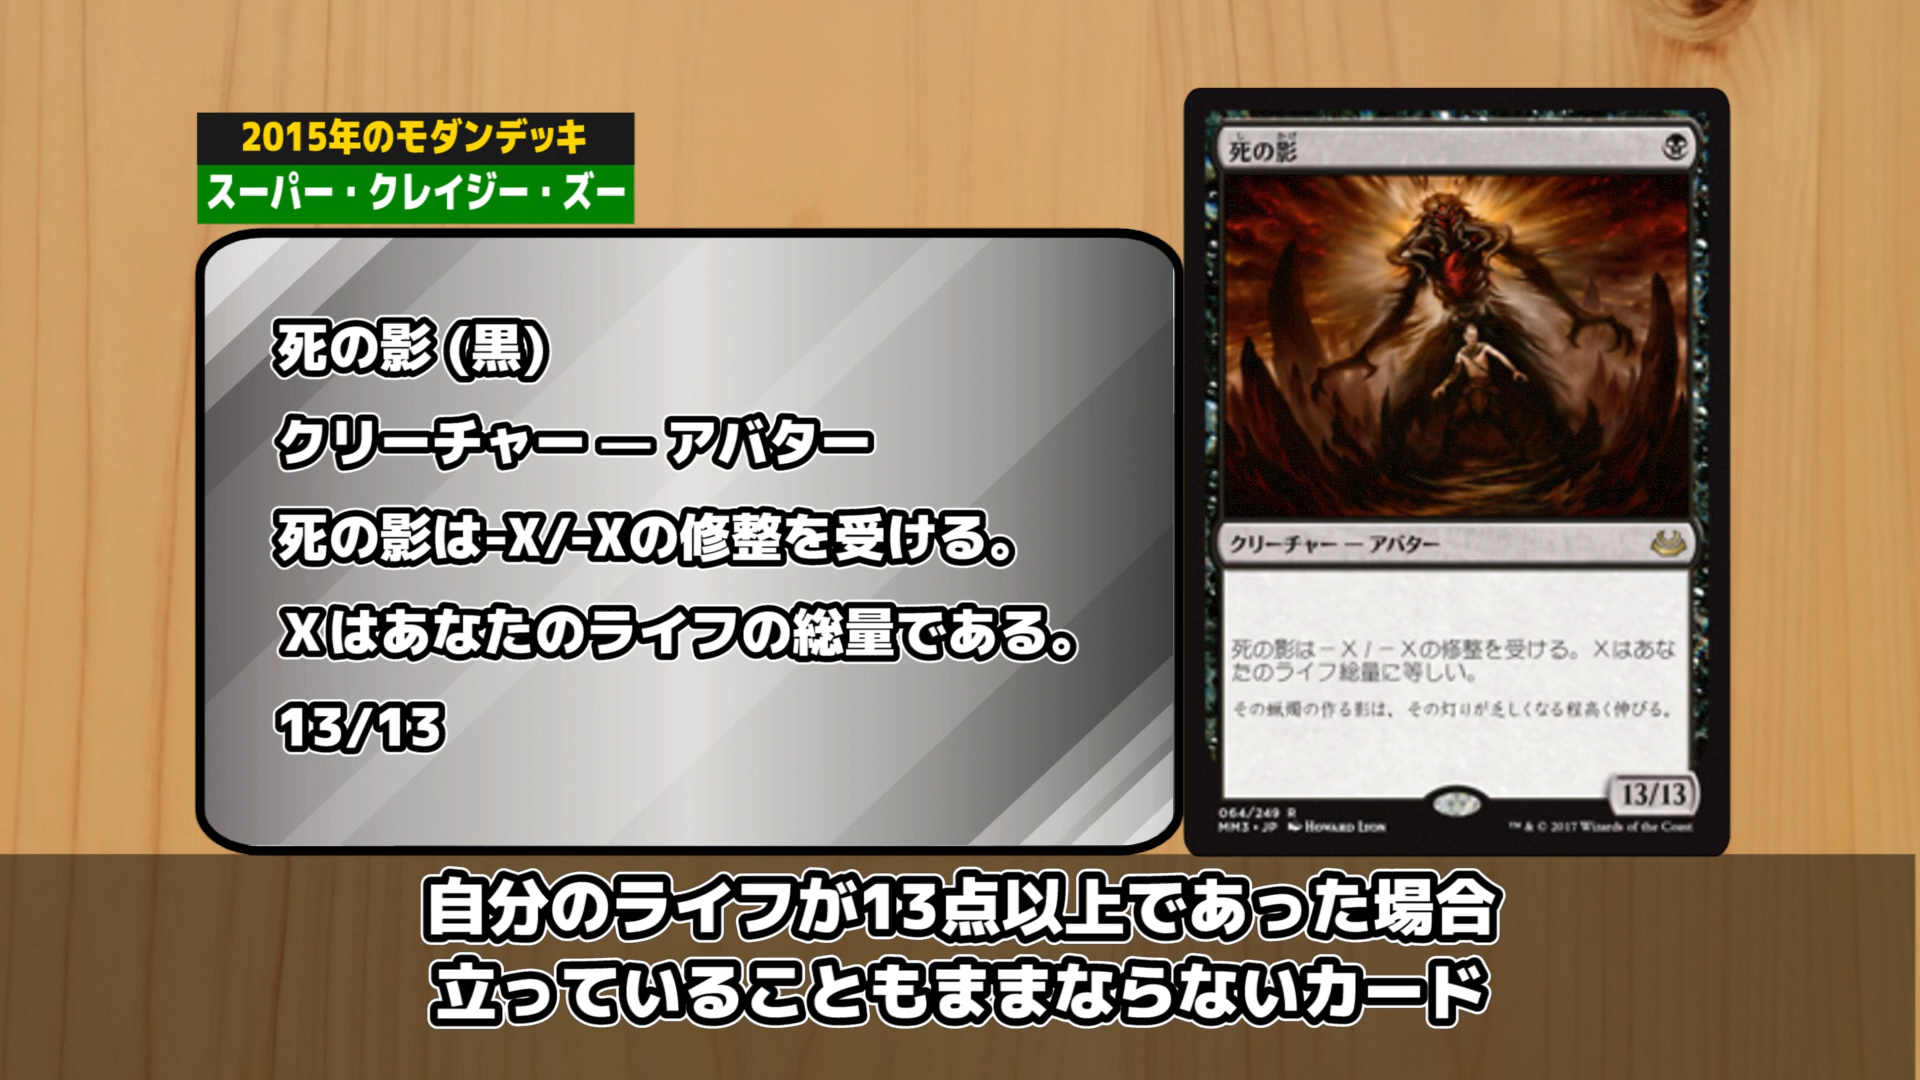 2015年のモダンデッキ
スーパー・クレイジー・ズー
死の影 (黒)
クリーチャー ― アバター
死の影は-X/-Xの修整を受ける。
Xはあなたのライフの総量である。
13/13
死の影
クリーチャー ― アバター
死の影は－X/－Xの修整を受ける。Xはあな
たのライフ総量に等しい。
その蝋燭の作る影は、その灯りが乏しくなる程高く伸びる。
13/13
064/249 R
MM3・JP Howard Lyon
™ & © 2017 Wizards of the Coast
自分のライフが13点以上であった場合
立っていることもままならないカード